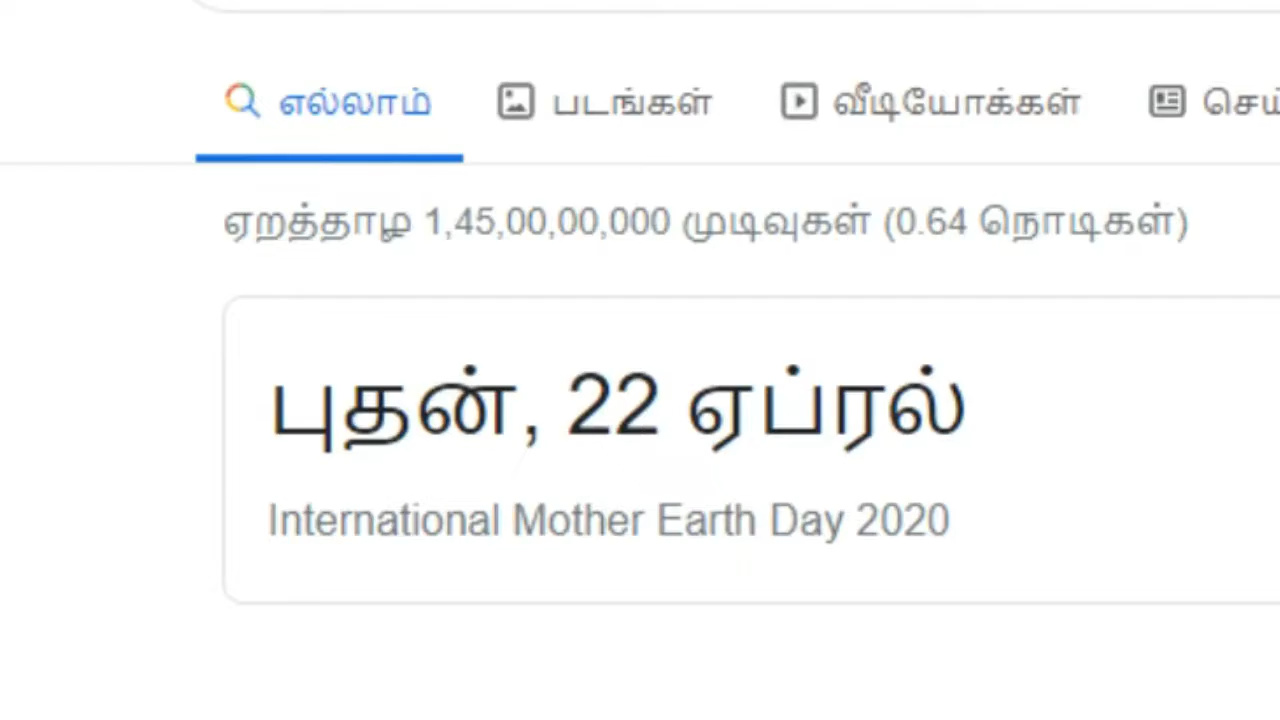 எல்லாம் படங்கள் வீடியோக்கள்
ஏறத்தாழ 1,45,00,00,000 முடிவுகள் (0.64 நொடிகள்)
புதன், 22 ஏப்ரல்
International Mother Earth Day 2020